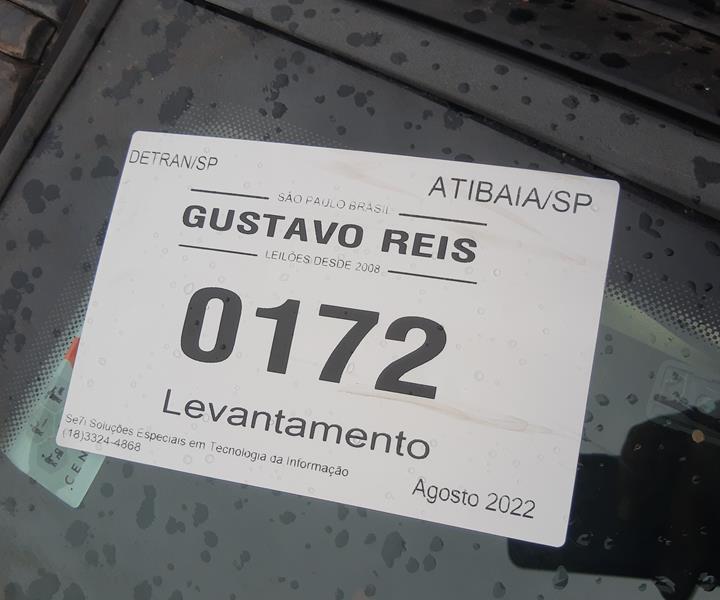 DETRAN/SP
ATIBAIA/SP
SÃO PAULO BRASIL
GUSTAVO REIS
LEILÕES DESDE 2008
0172
Levantamento
Se7i Soluções Especiais em Tecnologia da Informação
(18)3324-4868
Agosto 2022
.CEN